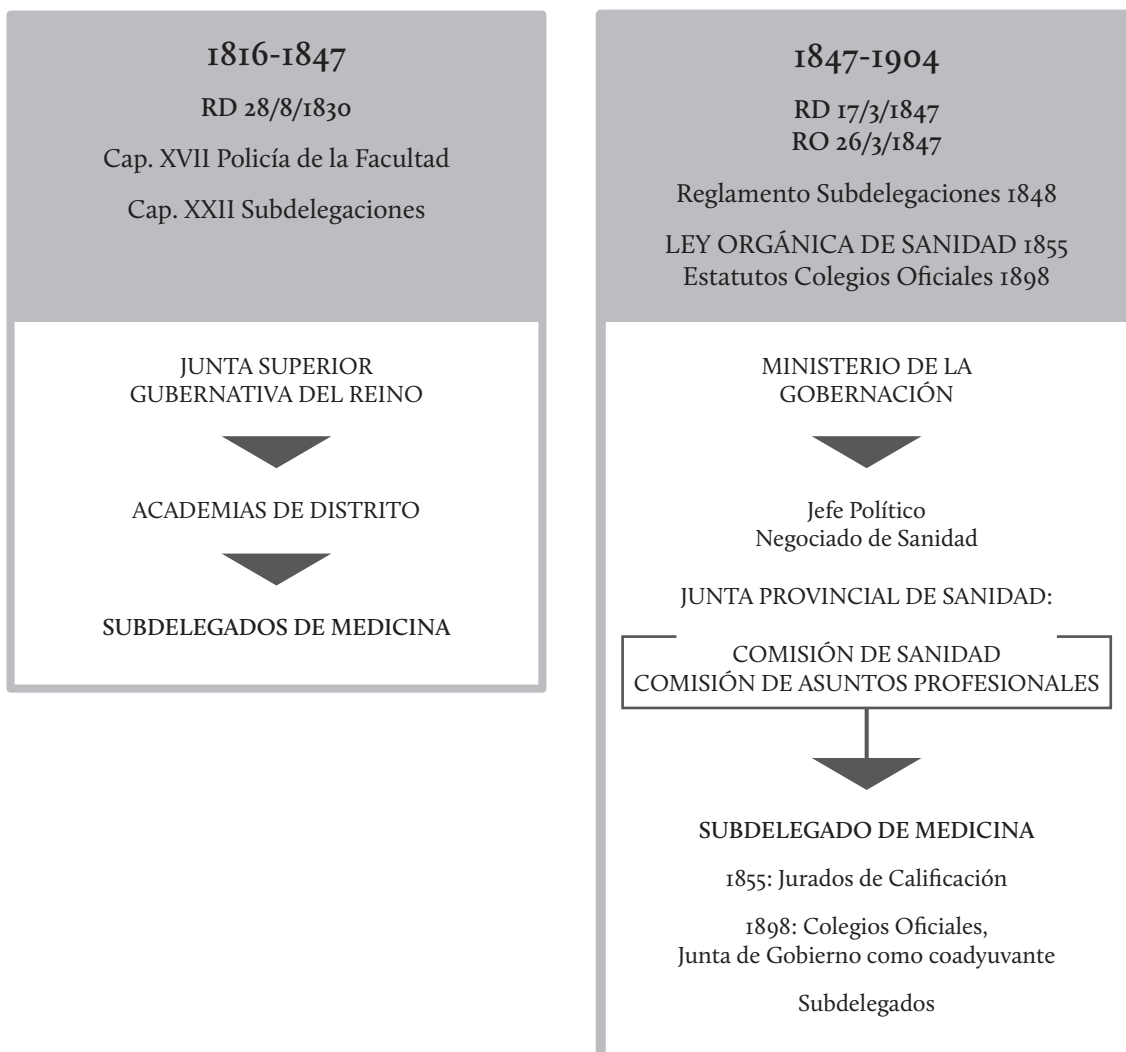 1816-1847
RD 28/8/1830
Cap. XVII Policía de la Facultad
Cap. XXII Subdelegaciones
JUNTA SUPERIOR
GUBERNATIVA DEL REINO
ACADEMIAS DE DISTRITO
SUBDELEGADOS DE MEDICINA
1847-1904
RD 17/3/1847
RO 26/3/1847
Reglamento Subdelegaciones 1848
LEY ORGÁNICA DE SANIDAD 1855
Estatutos Colegios Oficiales 1898
MINISTERIO DE LA
GOBERNACIÓN
Jefe Político
Negociado de Sanidad
JUNTA PROVINCIAL DE SANIDAD:
COMISIÓN DE SANIDAD
COMISIÓN DE ASUNTOS PROFESIONALES
SUBDELEGADO DE MEDICINA
1855: Jurados de Calificación
1898: Colegios Oficiales,
Junta de Gobierno como coadyuvante
Subdelegados